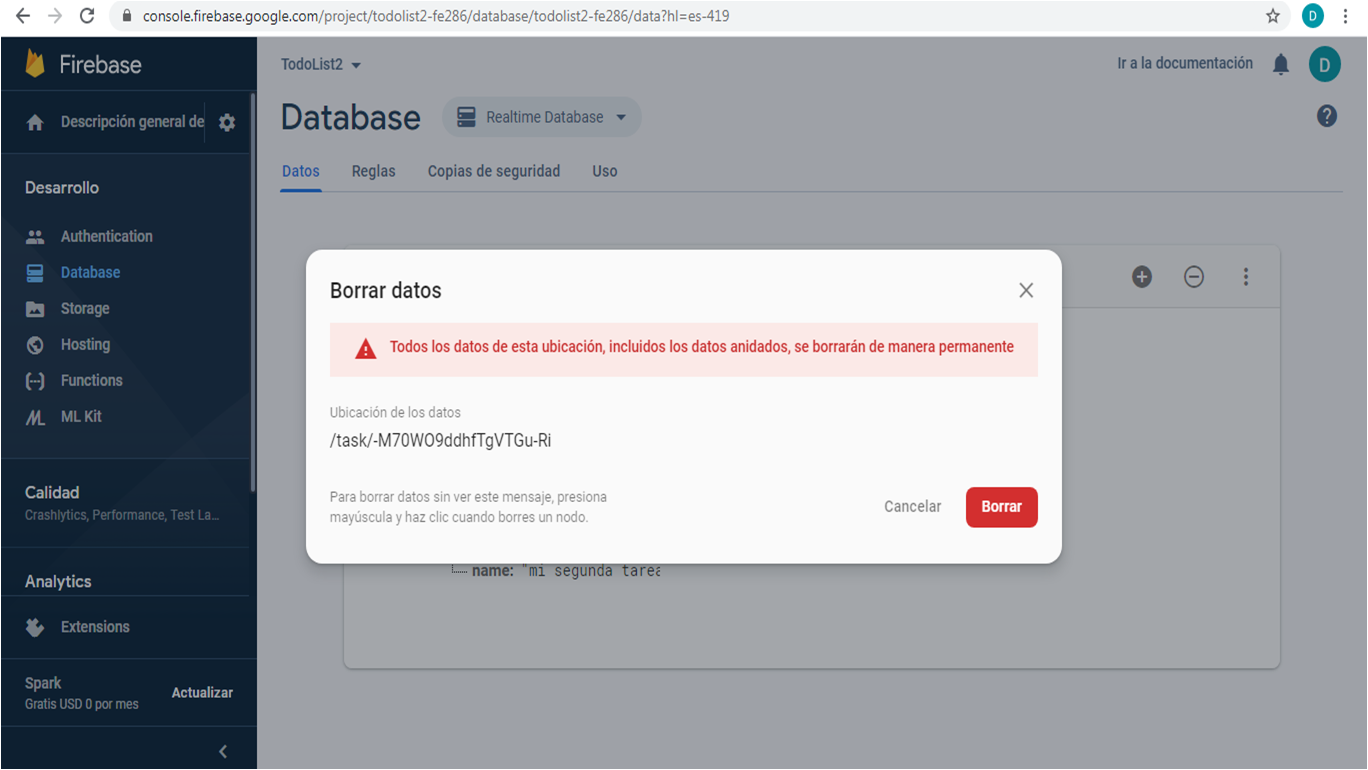 console.firebase.google.com/project/todolist2-fe286/database/todolist2-fe286/data?hl=es-419
D
Firebase
TodoList2
Ir a la documentación
D
Descripción general de
Database
Realtime Database
Datos
Reglas
Copias de seguridad
Uso
Desarrollo
Authentication
Database
Storage
Hosting
Functions
ML Kit
Calidad
Crashlytics, Performance, Test La...
Analytics
Extensions
Spark
Gratis USD 0 por mes
Actualizar
Borrar datos
Todos los datos de esta ubicación, incluidos los datos anidados, se borrarán de manera permanente
Ubicación de los datos
/task/-M70WO9ddhfTgVTGu-Ri
Para borrar datos sin ver este mensaje, presiona
mayúscula y haz clic cuando borres un nodo.
Cancelar
Borrar
name: "mi segunda tarea